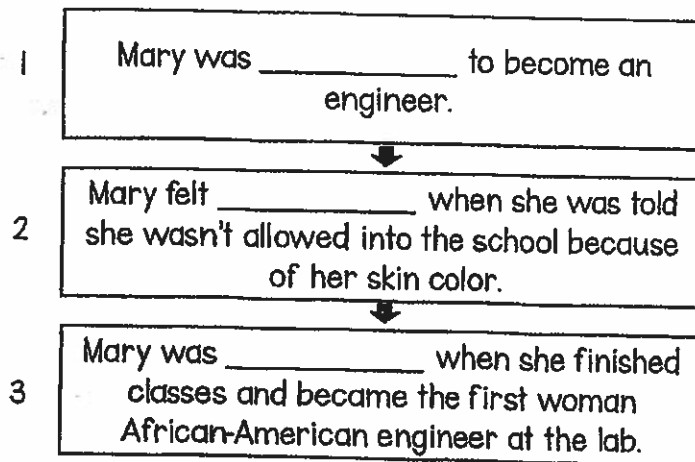 1
Mary was ____________ to become an
engineer.
2
Mary felt ____________ when she was told
she wasn't allowed into the school because
of her skin color.
3
Mary was ____________ when she finished
classes and became the first woman
African-American engineer at the lab.